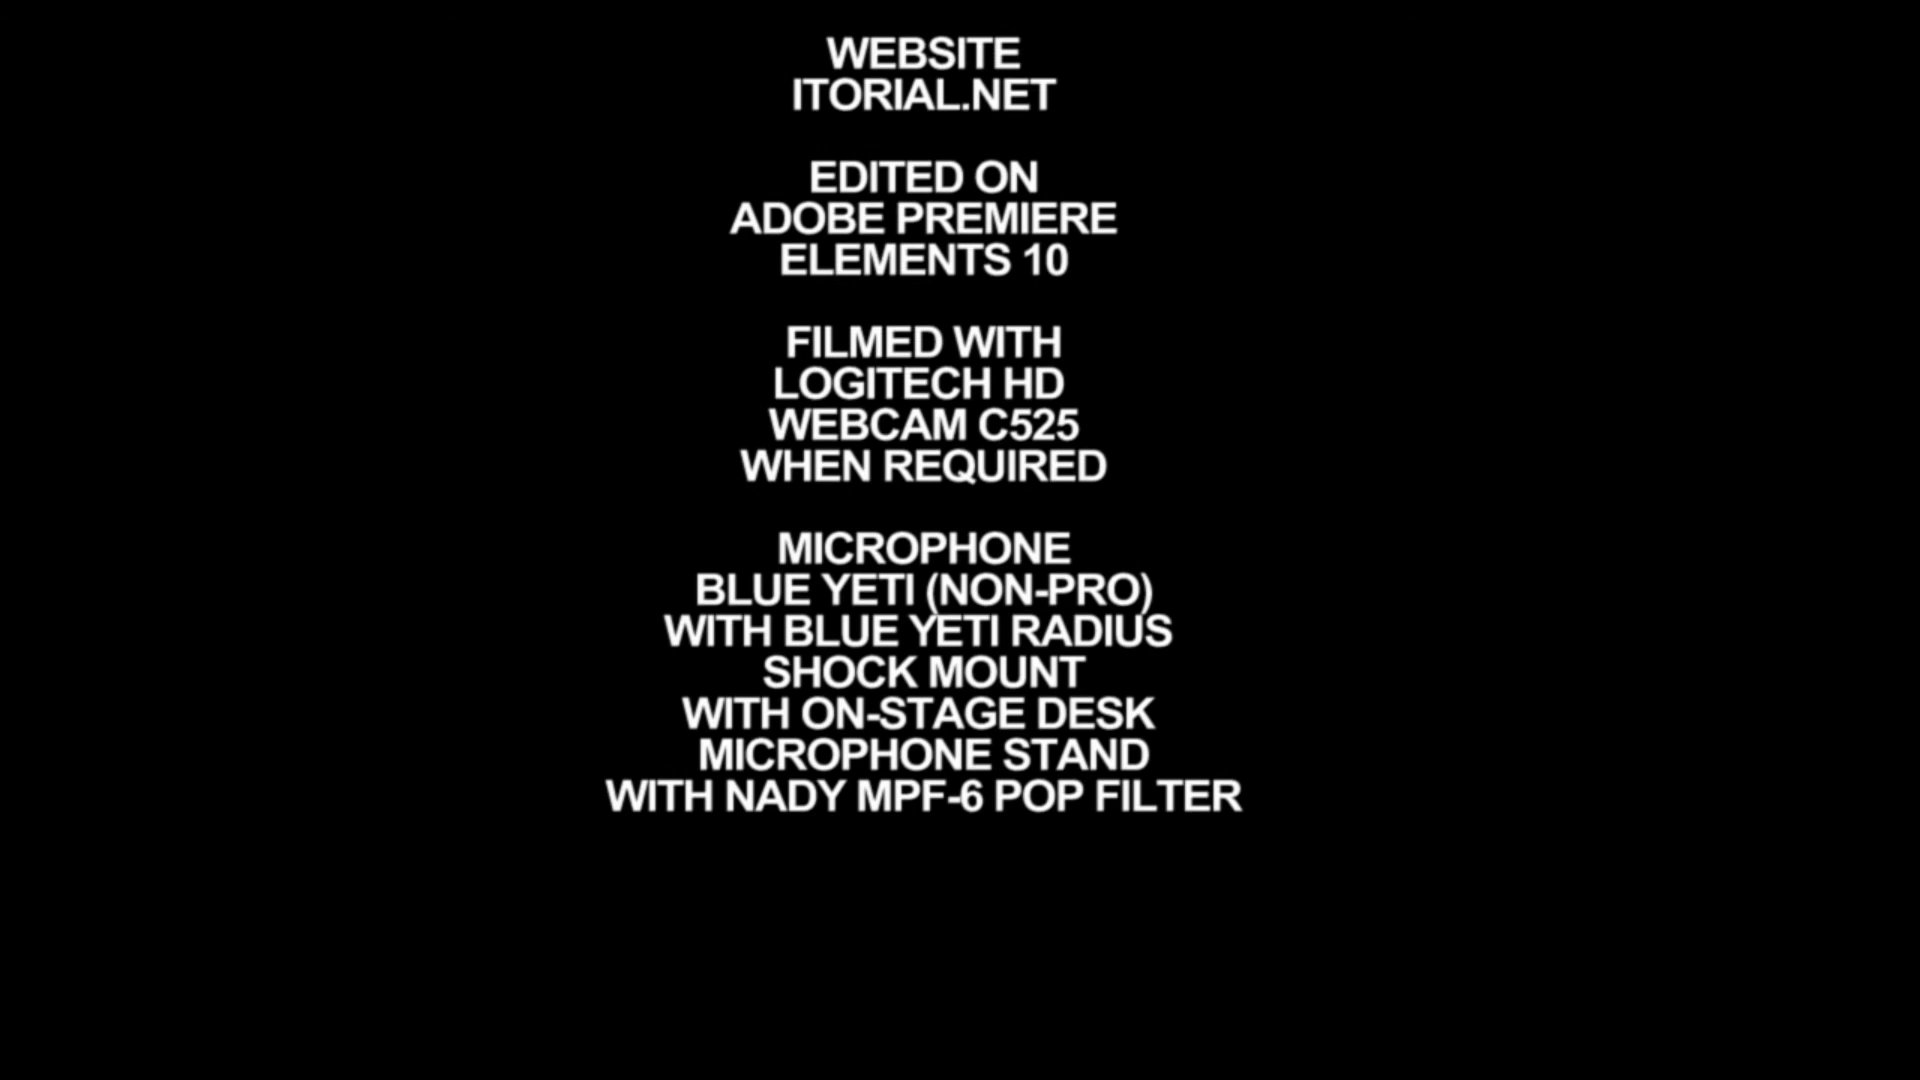 WEBSITE
ITORIAL.NET
EDITED ON
ADOBE PREMIERE
ELEMENTS 10
FILMED WITH
LOGITECH HD
WEBCAM C525
WHEN REQUIRED
MICROPHONE
BLUE YETI (NON-PRO)
WITH BLUE YETI RADIUS
SHOCK MOUNT
WITH ON-STAGE DESK
MICROPHONE STAND
WITH NADY MPF-6 POP FILTER